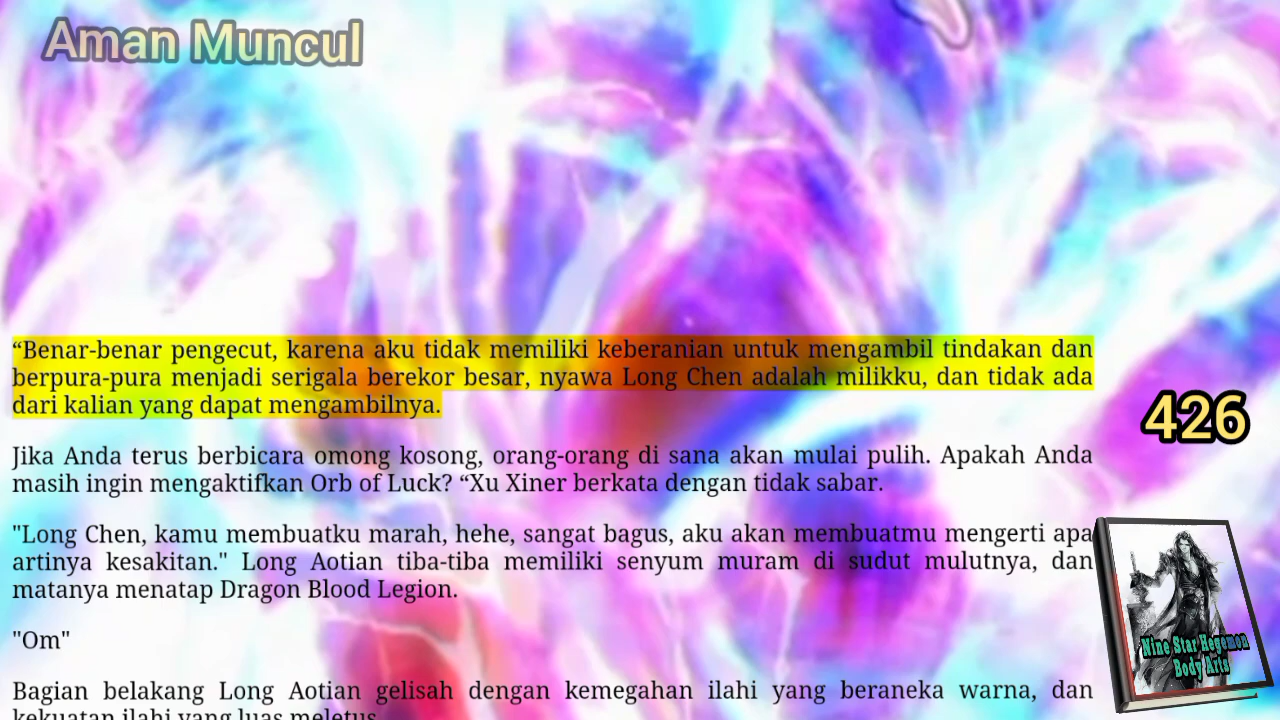 Aman Muncul
“Benar-benar pengecut, karena aku tidak memiliki keberanian untuk mengambil tindakan dan
berpura-pura menjadi serigala berekor besar, nyawa Long Chen adalah milikku, dan tidak ada
dari kalian yang dapat mengambilnya.
Jika Anda terus berbicara omong kosong, orang-orang di sana akan mulai pulih. Apakah Anda
masih ingin mengaktifkan Orb of Luck? “Xu Xiner berkata dengan tidak sabar.
"Long Chen, kamu membuatku marah, hehe, sangat bagus, aku akan membuatmu mengerti apa
artinya kesakitan." Long Aotian tiba-tiba memiliki senyum muram di sudut mulutnya, dan
matanya menatap Dragon Blood Legion.
"Om"
Bagian belakang Long Aotian gelisah dengan kemegahan ilahi yang beraneka warna, dan
kekuatan ilahi yang luas meletus
426
Nine Star Hegemon
Body Arts